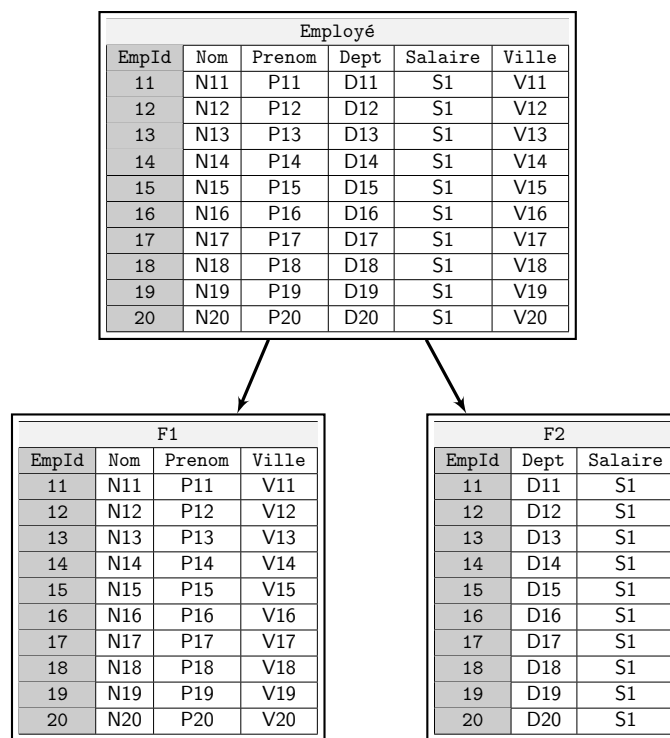 Employé
EmpId Nom Prenom Dept Salaire Ville
11 N11 P11 D11 S1 V11
12 N12 P12 D12 S1 V12
13 N13 P13 D13 S1 V13
14 N14 P14 D14 S1 V14
15 N15 P15 D15 S1 V15
16 N16 P16 D16 S1 V16
17 N17 P17 D17 S1 V17
18 N18 P18 D18 S1 V18
19 N19 P19 D19 S1 V19
20 N20 P20 D20 S1 V20
F1
EmpId Nom Prenom Ville
11 N11 P11 V11
12 N12 P12 V12
13 N13 P13 V13
14 N14 P14 V14
15 N15 P15 V15
16 N16 P16 V16
17 N17 P17 V17
18 N18 P18 V18
19 N19 P19 V19
20 N20 P20 V20
F2
EmpId Dept Salaire
11 D11 S1
12 D12 S1
13 D13 S1
14 D14 S1
15 D15 S1
16 D16 S1
17 D17 S1
18 D18 S1
19 D19 S1
20 D20 S1